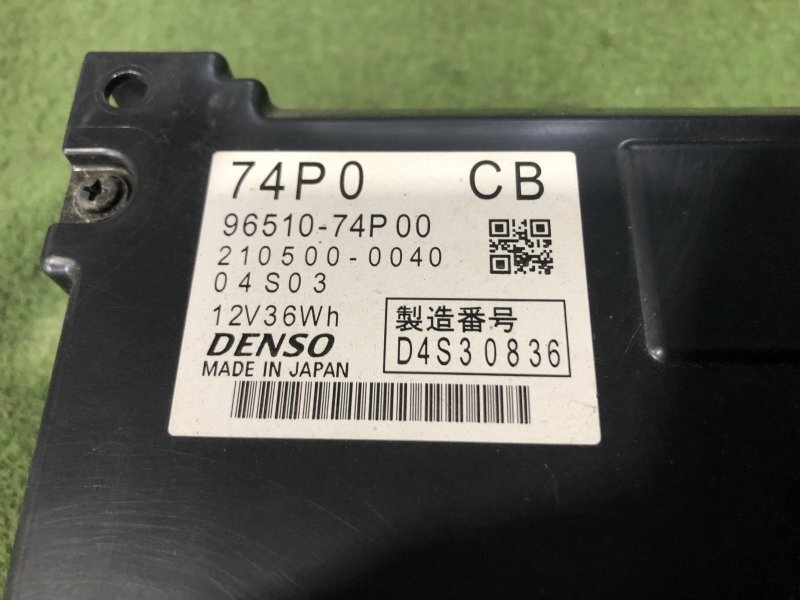 74P0 CB
96510-74P00
210500-0040
04S03
12V36Wh
製造番号
D4S30836
DENSO
MADE IN JAPAN